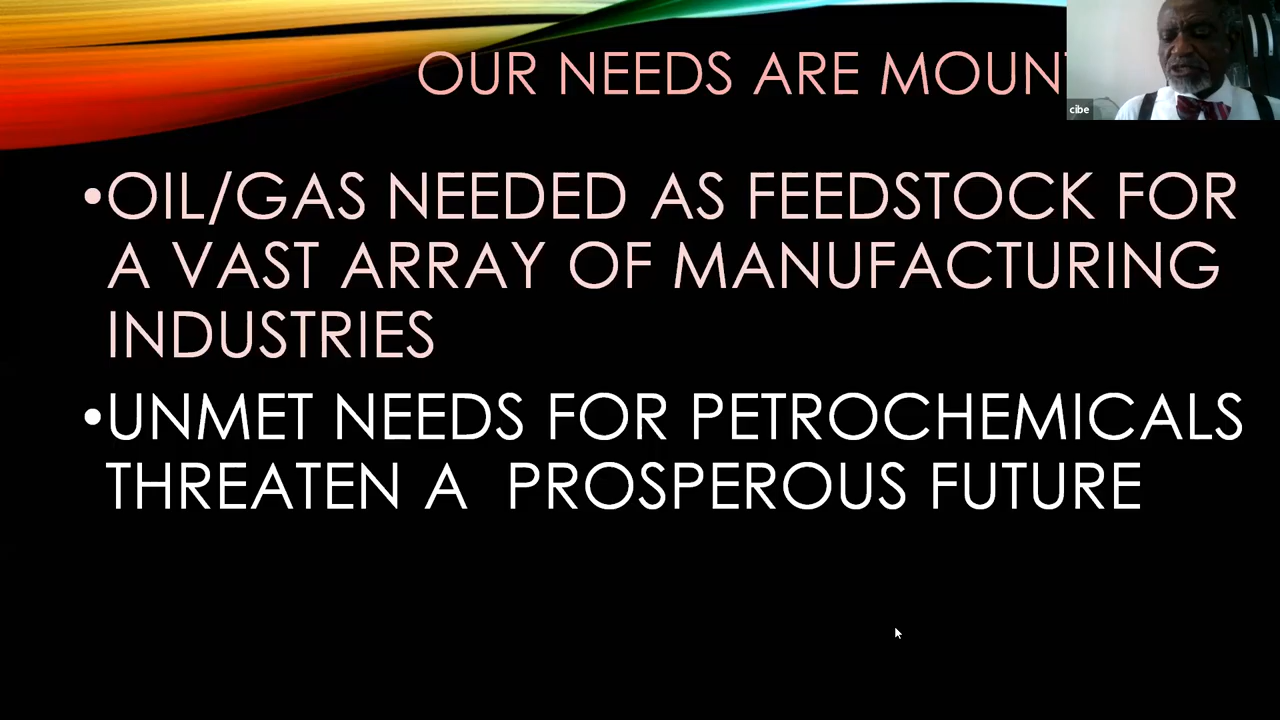 OUR NEEDS ARE
cibe
•OIL/GAS NEEDED AS FEEDSTOCK FOR
A VAST ARRAY OF MANUFACTURING
INDUSTRIES
•UNMET NEEDS FOR PETROCHEMICALS
THREATEN A PROSPEROUS FUTURE